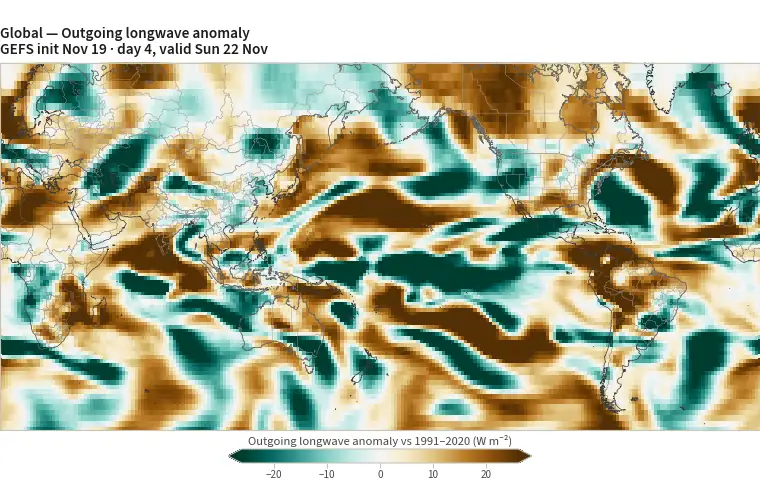 Global — Outgoing longwave anomaly
GEFS init Nov 19 · day 4, valid Sun 22 Nov
Outgoing longwave anomaly vs 1991–2020 (W m⁻²)
−20 −10 0 10 20